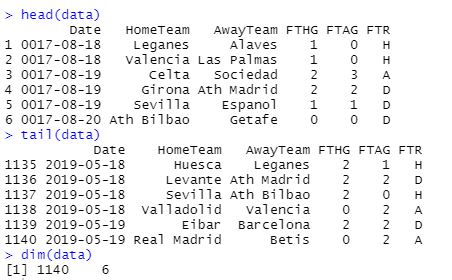 > head(data)
        Date   HomeTeam   AwayTeam FTHG FTAG FTR
1 0017-08-18    Leganes     Alaves    1    0   H
2 0017-08-18   Valencia Las Palmas    1    0   H
3 0017-08-19      Celta   Sociedad    2    3   A
4 0017-08-19     Girona Ath Madrid    2    2   D
5 0017-08-19    Sevilla    Espanol    1    1   D
6 0017-08-20 Ath Bilbao     Getafe    0    0   D
> tail(data)
           Date    HomeTeam   AwayTeam FTHG FTAG FTR
1135 2019-05-18      Huesca    Leganes    2    1   H
1136 2019-05-18     Levante Ath Madrid    2    2   D
1137 2019-05-18     Sevilla Ath Bilbao    2    0   H
1138 2019-05-18  Valladolid   Valencia    0    2   A
1139 2019-05-19       Eibar  Barcelona    2    2   D
1140 2019-05-19 Real Madrid      Betis    0    2   A
> dim(data)
[1] 1140    6